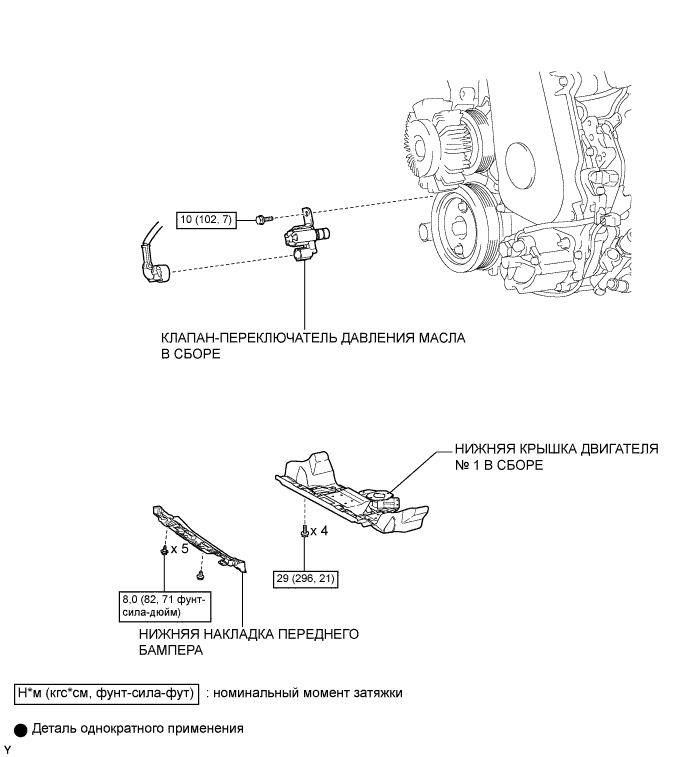 10 (102, 7)
КЛАПАН-ПЕРЕКЛЮЧАТЕЛЬ ДАВЛЕНИЯ МАСЛА
В СБОРЕ
НИЖНЯЯ КРЫШКА ДВИГАТЕЛЯ
№ 1 В СБОРЕ
x 4
x 5
29 (296, 21)
8,0 (82, 71 фунт-
сила-дюйм)
НИЖНЯЯ НАКЛАДКА ПЕРЕДНЕГО
БАМПЕРА
Н*м (кгс*см, фунт-сила-фут) : номинальный момент затяжки
Деталь однократного применения
Y